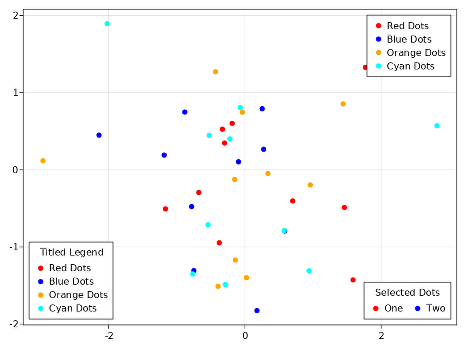 2
1
0
-1
-2
-2
0
2
Red Dots
Blue Dots
Orange Dots
Cyan Dots
Titled Legend
Red Dots
Blue Dots
Orange Dots
Cyan Dots
Selected Dots
One Two